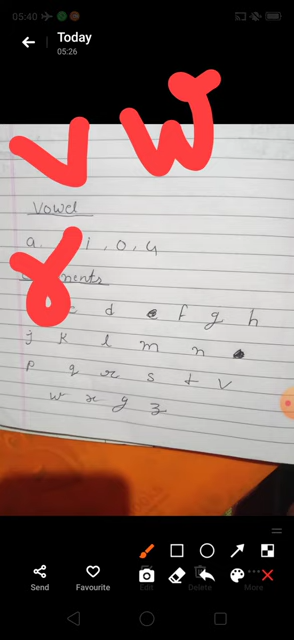 05:40
Today
05:26
V W
Vowel
a, i, o, u
γ
c d e f g h
j k l m n
p q r s t v
w x y z
Send Favourite Edit Delete More